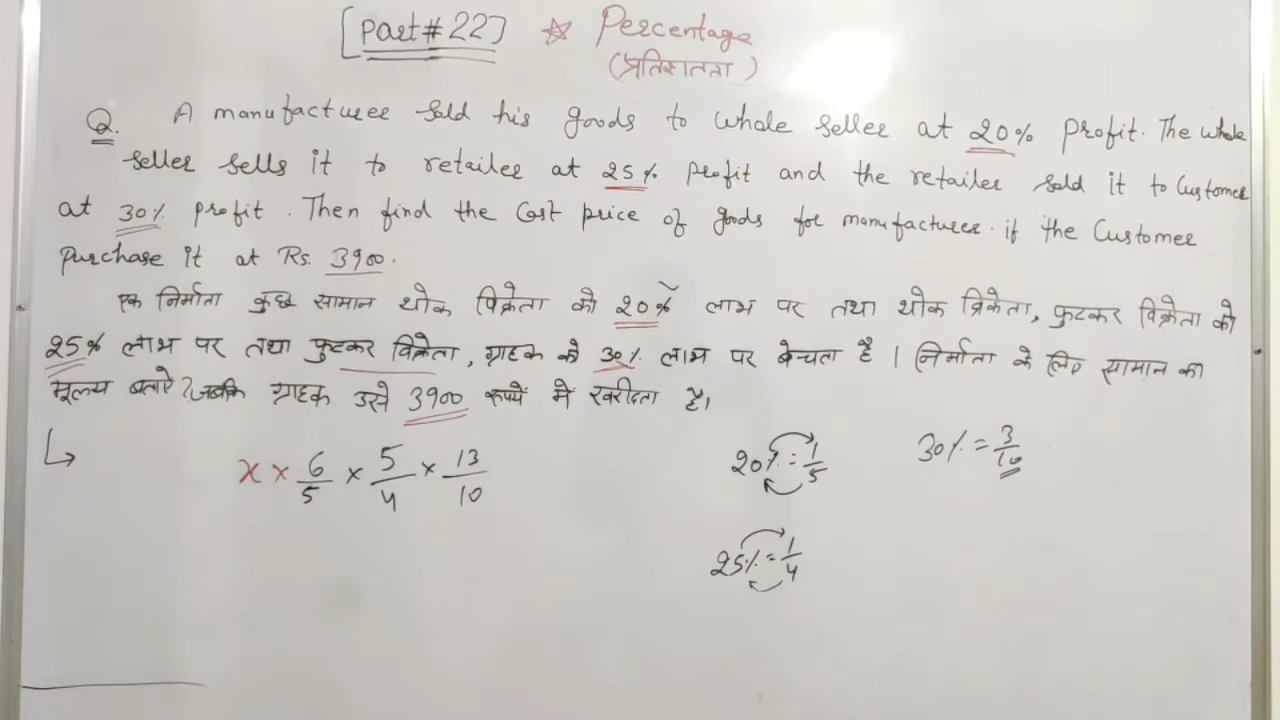 [Part#22] ☆ Percentage
(प्रतिशतता)
Q. A manufacturer sold his goods to whole seller at 20% profit. The whole
seller sells it to retailer at 25% profit and the retailer sold it to Customer
at 30% profit. Then find the Cost price of goods for manufacturer. if the Customer
Purchase it at Rs. 3900.
एक निर्माता कुछ सामान थोक विक्रेता को 20% लाभ पर तथा थोक विक्रेता, फुटकर विक्रेता को
25% लाभ पर तथा फुटकर विक्रेता, ग्राहक को 30% लाभ पर बेचता है । निर्माता के लिए सामान का
मूल्य बताऐ? जबकि ग्राहक उसे 3900 रूपये में खरीदता है।
x × 6/5 × 5/4 × 13/10
20% = 1/5
30% = 3/10
25% = 1/4